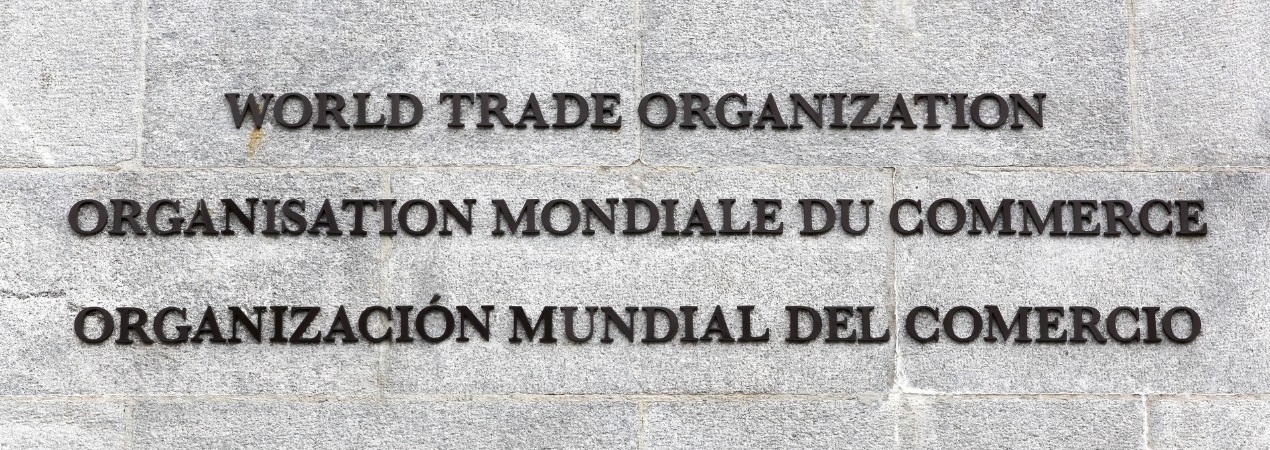 WORLD TRADE ORGANIZATION
ORGANISATION MONDIALE DU COMMERCE
ORGANIZACIÓN MUNDIAL DEL COMERCIO